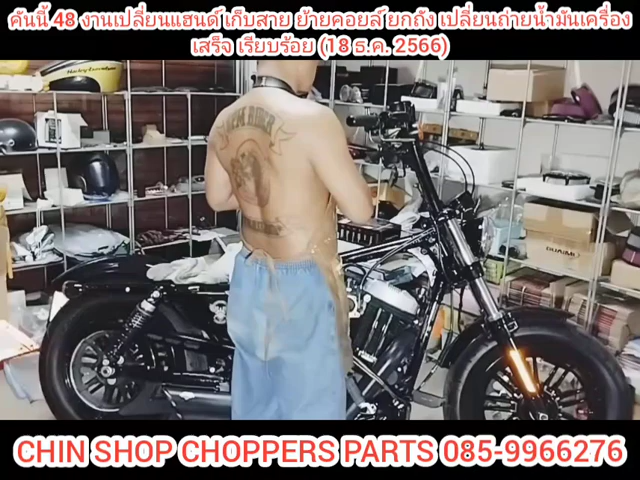 คันนี้ 48 งานเปลี่ยนแฮนด์ เก็บสาย ย้ายคอยล์ ยกถัง เปลี่ยนถ่ายน้ำมันเครื่อง
เสร็จ เรียบร้อย (18 ธ.ค. 2566)
CHIN SHOP CHOPPERS PARTS 085-9966276